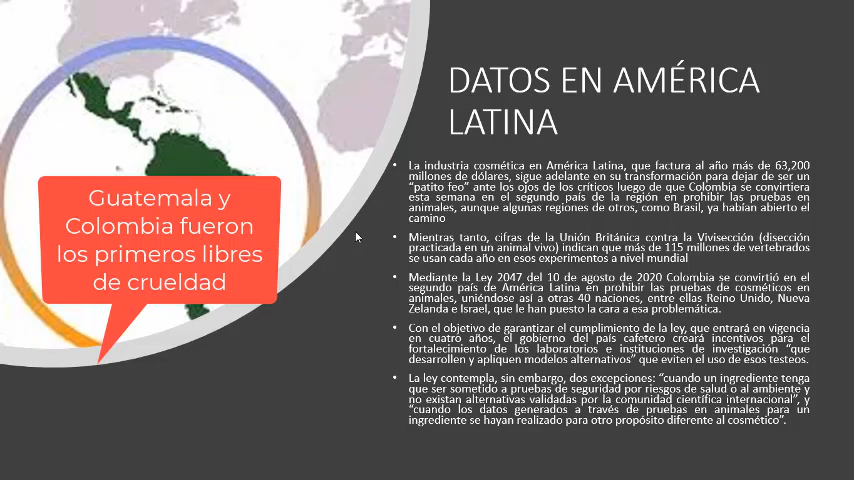 DATOS EN AMÉRICA
LATINA
Guatemala y
Colombia fueron
los primeros libres
de crueldad
• La industria cosmética en América Latina, que factura al año más de 63,200
millones de dólares, sigue adelante en su transformación para dejar de ser un
"patito feo" ante los ojos de los críticos luego de que Colombia se convirtiera
esta semana en el segundo país de la región en prohibir las pruebas en
animales, aunque algunas regiones de otros, como Brasil, ya habían abierto el
camino
• Mientras tanto, cifras de la Unión Británica contra la Vivisección (disección
practicada en un animal vivo) indican que más de 115 millones de vertebrados
se usan cada año en esos experimentos a nivel mundial
• Mediante la Ley 2047 del 10 de agosto de 2020 Colombia se convirtió en el
segundo país de América Latina en prohibir las pruebas de cosméticos en
animales, uniéndose así a otras 40 naciones, entre ellas Reino Unido, Nueva
Zelanda e Israel, que le han puesto la cara a esa problemática.
• Con el objetivo de garantizar el cumplimiento de la ley, que entrará en vigencia
en cuatro años, el gobierno del país cafetero creará incentivos para el
fortalecimiento de los laboratorios e instituciones de investigación "que
desarrollen y apliquen modelos alternativos" que eviten el uso de esos testeos.
• La ley contempla, sin embargo, dos excepciones: "cuando un ingrediente tenga
que ser sometido a pruebas de seguridad por riesgos de salud o al ambiente y
no existan alternativas validadas por la comunidad científica internacional", y
"cuando los datos generados a través de pruebas en animales para un
ingrediente se hayan realizado para otro propósito diferente al cosmético".